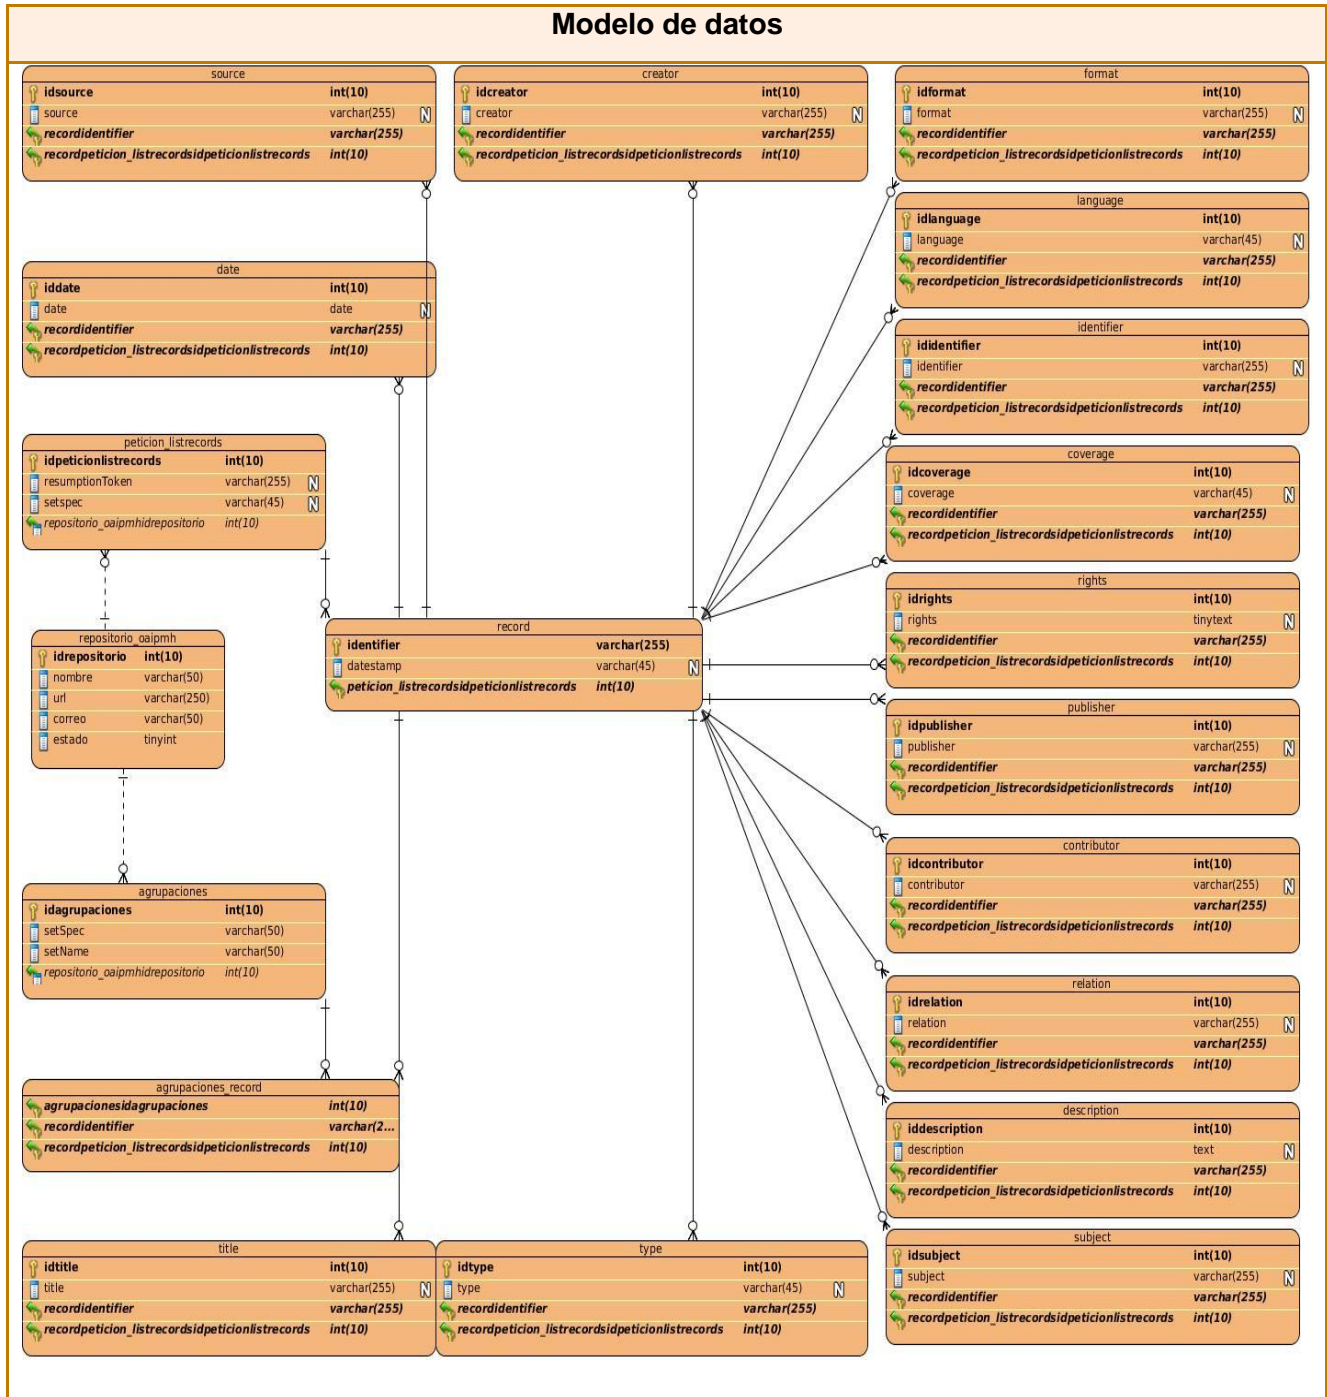 Modelo de datos
source
idsource int(10)
source varchar(255) N
recordidentifier varchar(255)
recordpeticion_listrecordsidpeticionlistrecords int(10)
creator
idcreator int(10)
creator varchar(255) N
recordidentifier varchar(255)
recordpeticion_listrecordsidpeticionlistrecords int(10)
format
idformat int(10)
format varchar(255) N
recordidentifier varchar(255)
recordpeticion_listrecordsidpeticionlistrecords int(10)
language
idlanguage int(10)
language varchar(45) N
recordidentifier varchar(255)
recordpeticion_listrecordsidpeticionlistrecords int(10)
date
iddate int(10)
date date N
recordidentifier varchar(255)
recordpeticion_listrecordsidpeticionlistrecords int(10)
identifier
ididentifier int(10)
identifier varchar(255) N
recordidentifier varchar(255)
recordpeticion_listrecordsidpeticionlistrecords int(10)
peticion_listrecords
idpeticionlistrecords int(10)
resumptionToken varchar(255) N
setspec varchar(45) N
repositorio_oaipmhidrepositorio int(10)
coverage
idcoverage int(10)
coverage varchar(45) N
recordidentifier varchar(255)
recordpeticion_listrecordsidpeticionlistrecords int(10)
rights
idrights int(10)
rights tinytext N
recordidentifier varchar(255)
recordpeticion_listrecordsidpeticionlistrecords int(10)
repositorio_oaipmh
idrepositorio int(10)
nombre varchar(50)
url varchar(250)
correo varchar(50)
estado tinyint
record
identifier varchar(255)
datestamp varchar(45) N
peticion_listrecordsidpeticionlistrecords int(10)
publisher
idpublisher int(10)
publisher varchar(255) N
recordidentifier varchar(255)
recordpeticion_listrecordsidpeticionlistrecords int(10)
contributor
idcontributor int(10)
contributor varchar(255) N
recordidentifier varchar(255)
recordpeticion_listrecordsidpeticionlistrecords int(10)
agrupaciones
idagrupaciones int(10)
setSpec varchar(50)
setName varchar(50)
repositorio_oaipmhidrepositorio int(10)
relation
idrelation int(10)
relation varchar(255) N
recordidentifier varchar(255)
recordpeticion_listrecordsidpeticionlistrecords int(10)
agrupaciones_record
agrupacionesidagrupaciones int(10)
recordidentifier varchar(2...
recordpeticion_listrecordsidpeticionlistrecords int(10)
description
iddescription int(10)
description text N
recordidentifier varchar(255)
recordpeticion_listrecordsidpeticionlistrecords int(10)
title
idtitle int(10)
title varchar(255) N
recordidentifier varchar(255)
recordpeticion_listrecordsidpeticionlistrecords int(10)
type
idtype int(10)
type varchar(45) N
recordidentifier varchar(255)
recordpeticion_listrecordsidpeticionlistrecords int(10)
subject
idsubject int(10)
subject varchar(255) N
recordidentifier varchar(255)
recordpeticion_listrecordsidpeticionlistrecords int(10)